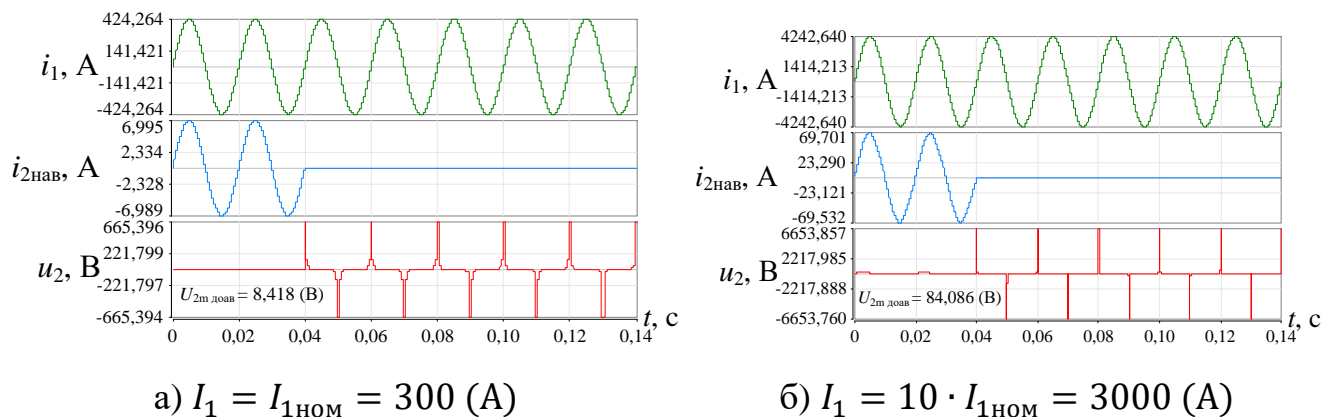 424,264
141,421
i₁, А
-141,421
-424,264
6,995
2,334
i₂нав, А
-2,328
-6,989
665,396
221,799
u₂, В
-221,797
U₂m доав = 8,418 (В)
-665,394
0 0,02 0,04 0,06 0,08 0,10 0,12 0,14
t, с
а) I₁ = I₁ном = 300 (А)
4242,640
1414,213
i₁, А
-1414,213
-4242,640
69,701
23,290
i₂нав, А
-23,121
-69,532
6653,857
2217,985
u₂, В
-2217,888
U₂m доав = 84,086 (В)
-6653,760
0 0,02 0,04 0,06 0,08 0,10 0,12 0,14
t, с
б) I₁ = 10 · I₁ном = 3000 (А)